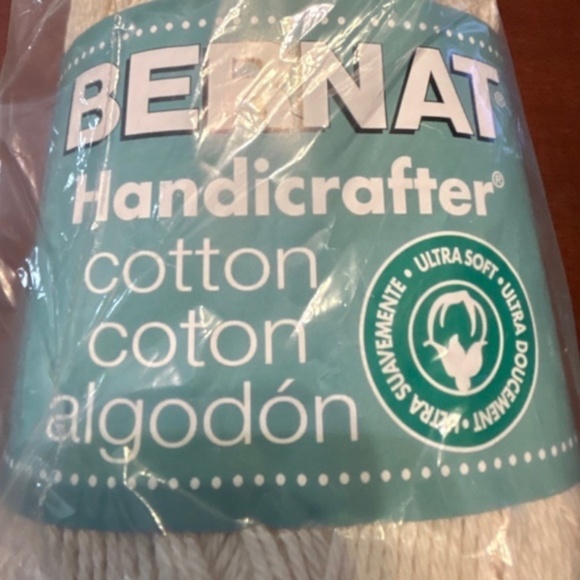 BERNAT®
Handicrafter®
cotton
coton
algodón
ULTRA SOFT • ULTRA DOUCEMENT • ULTRA SUAVEMENTE •